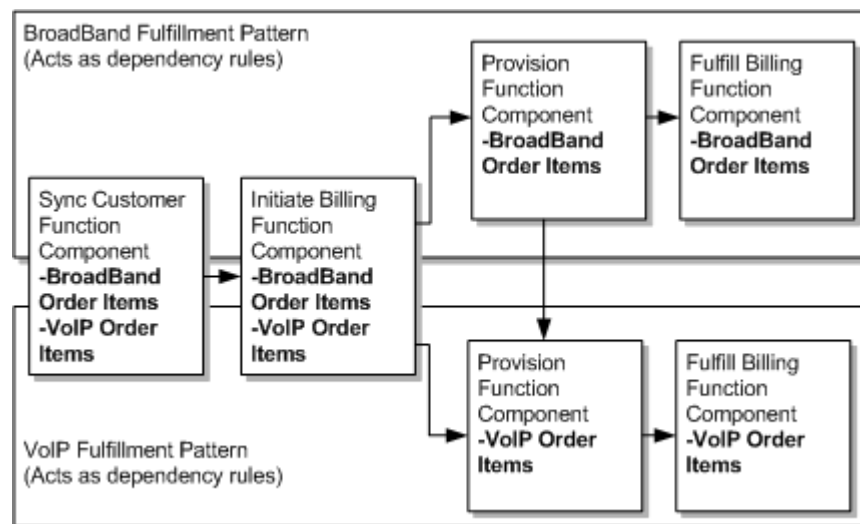 BroadBand Fulfillment Pattern
(Acts as dependency rules)
Provision
Function
Component
-BroadBand
Order Items
Fulfill Billing
Function
Component
-BroadBand
Order Items
Sync Customer
Function
Component
-BroadBand
Order Items
-VoIP Order
Items
Initiate Billing
Function
Component
-BroadBand
Order Items
-VoIP Order
Items
Provision
Function
Component
-VoIP Order
Items
Fulfill Billing
Function
Component
-VoIP Order
Items
VoIP Fulfillment Pattern
(Acts as dependency rules)